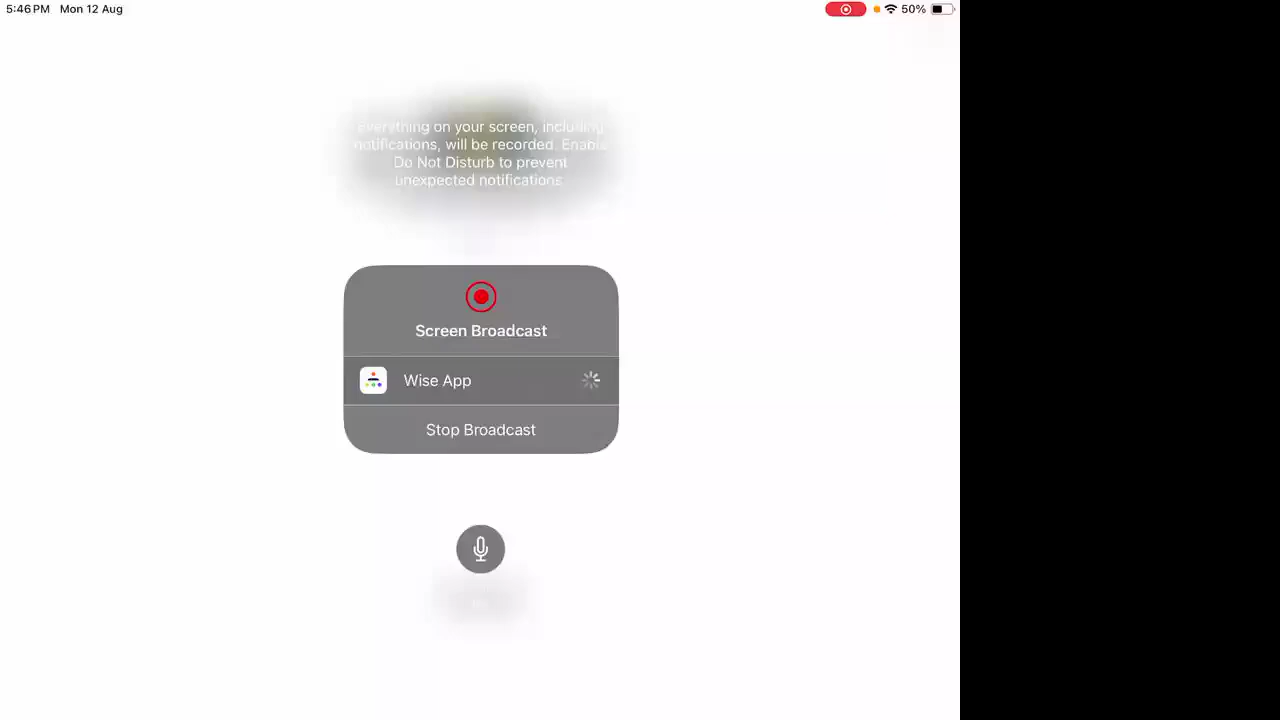 5:46 PM Mon 12 Aug
50%
Everything on your screen, including
notifications, will be recorded. Enable
Do Not Disturb to prevent
unexpected notifications.
Screen Broadcast
Wise App
Stop Broadcast